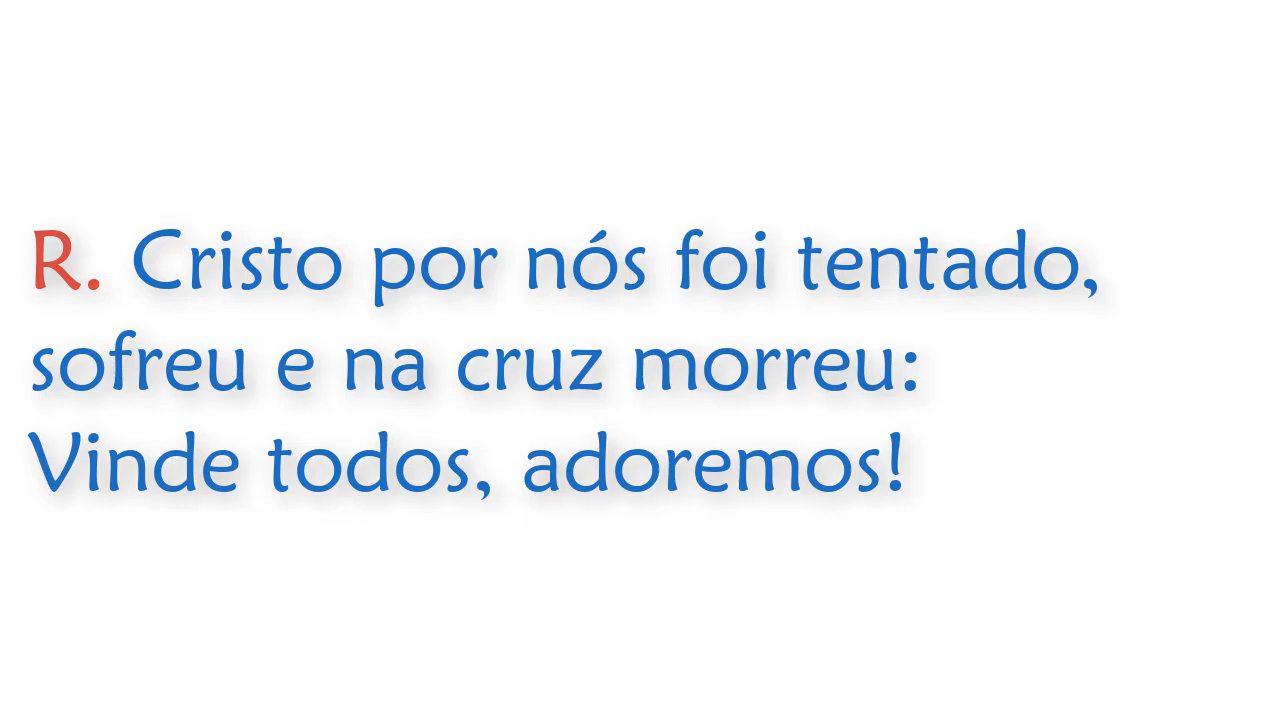 R. Cristo por nós foi tentado,
sofreu e na cruz morreu:
Vinde todos, adoremos!